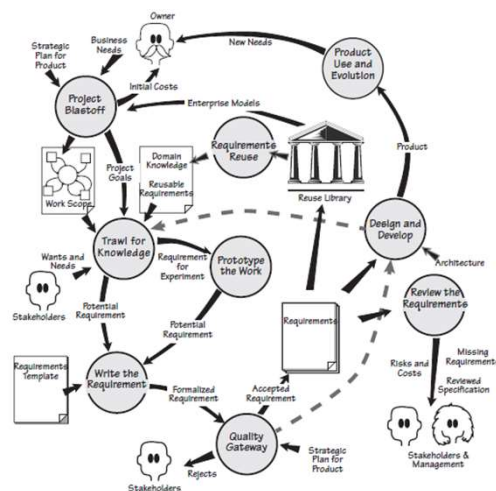 Owner
Strategic
Plan for
Product
Business
Needs
New Needs
Product
Use and
Evolution
Project
Blastoff
Initial Costs
Enterprise Models
Requirements
Reuse
Domain
Knowledge
Reusable
Requirements
Work Scope
Project
Goals
Reuse Library
Product
Trawl for
Knowledge
Requirement
for
Experiment
Prototype
the Work
Design and
Develop
Architecture
Wants and
Needs
Stakeholders
Potential
Requirement
Potential
Requirement
Requirements
Review the
Requirements
Requirements
Template
Write the
Requirement
Formalized
Requirement
Accepted
Requirement
Risks and
Costs
Missing
Requirement
Reviewed
Specification
Quality
Gateway
Strategic
Plan for
Product
Rejects
Stakeholders
Stakeholders &
Management